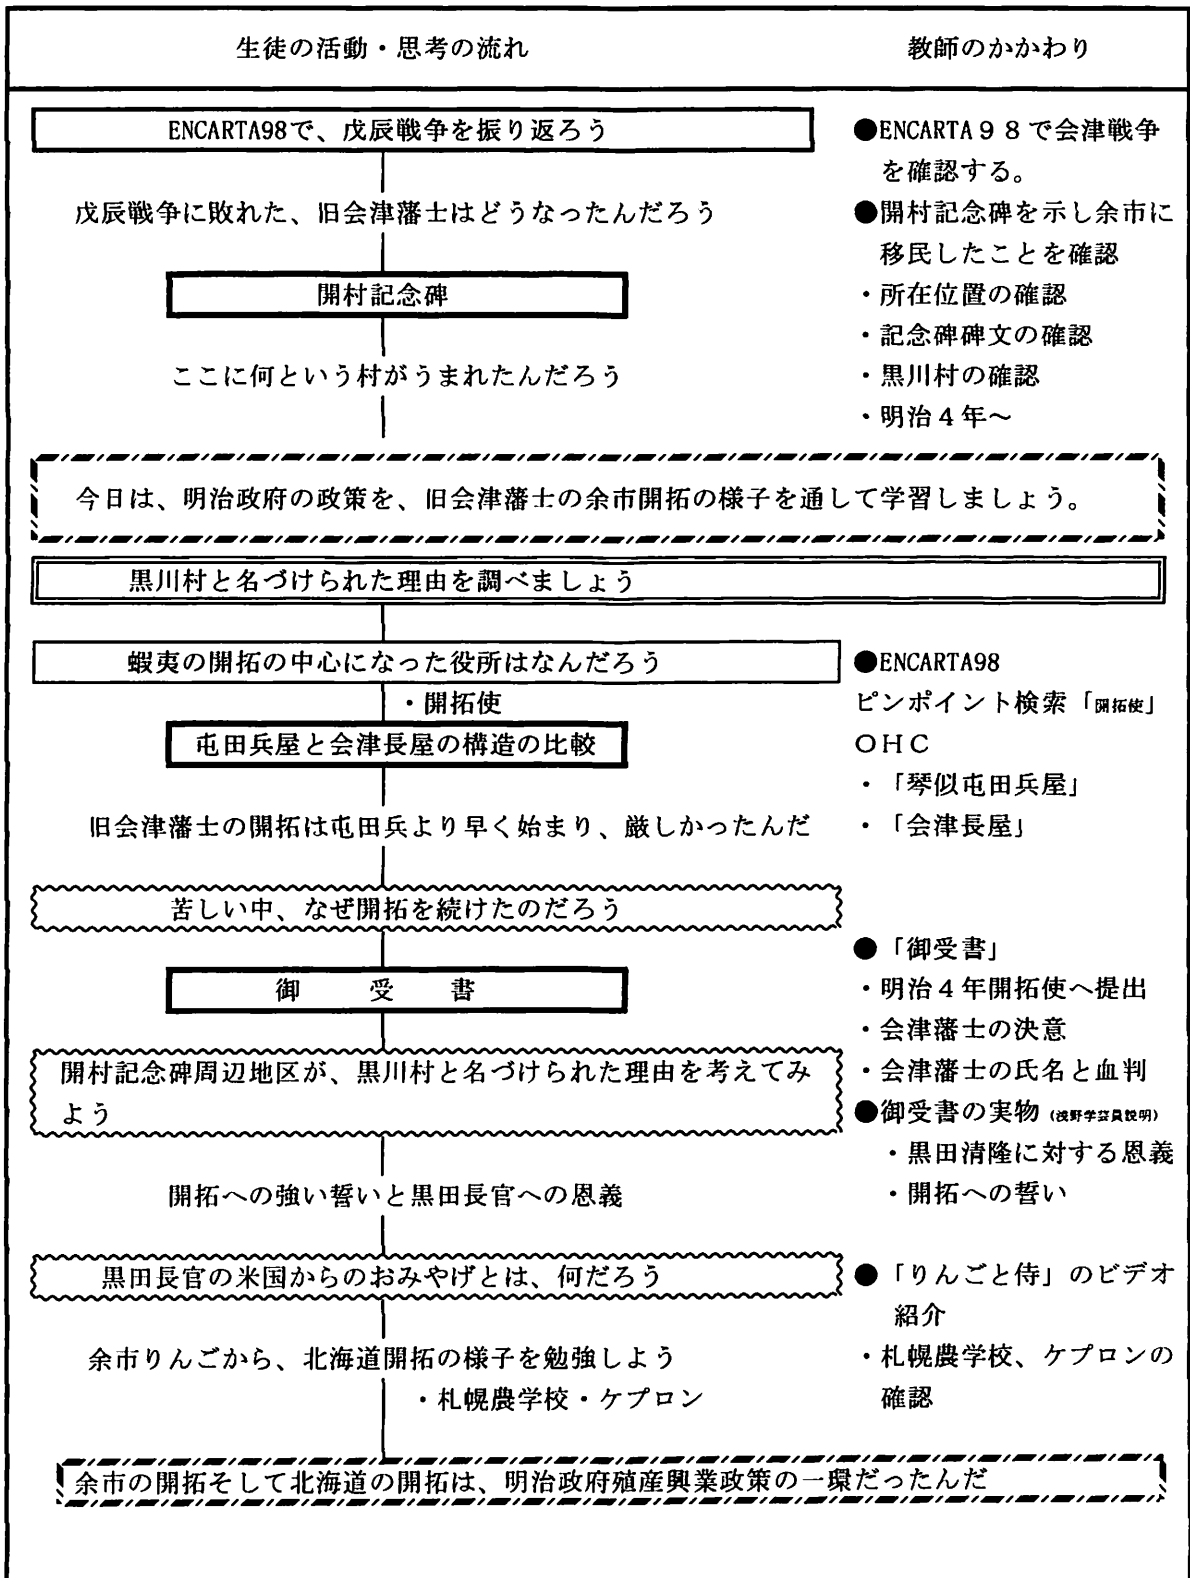 生徒の活動・思考の流れ
教師のかかわり
ENCARTA98で、戊辰戦争を振り返ろう
戊辰戦争に敗れた、旧会津藩士はどうなったんだろう
開村記念碑
ここに何という村がうまれたんだろう
●ENCARTA98で会津戦争
を確認する。
●開村記念碑を示し余市に
移民したことを確認
・所在位置の確認
・記念碑碑文の確認
・黒川村の確認
・明治4年～
今日は、明治政府の政策を、旧会津藩士の余市開拓の様子を通して学習しましょう。
黒川村と名づけられた理由を調べましょう
蝦夷の開拓の中心になった役所はなんだろう
・開拓使
屯田兵屋と会津長屋の構造の比較
旧会津藩士の開拓は屯田兵より早く始まり、厳しかったんだ
●ENCARTA98
ピンポイント検索「開拓使」
OHC
・「琴似屯田兵屋」
・「会津長屋」
苦しい中、なぜ開拓を続けたのだろう
御　受　書
開村記念碑周辺地区が、黒川村と名づけられた理由を考えてみ
よう
開拓への強い誓いと黒田長官への恩義
●「御受書」
・明治4年開拓使へ提出
・会津藩士の決意
・会津藩士の氏名と血判
●御受書の実物（浅野学芸員説明）
・黒田清隆に対する恩義
・開拓への誓い
黒田長官の米国からのおみやげとは、何だろう
余市りんごから、北海道開拓の様子を勉強しよう
・札幌農学校・ケプロン
●「りんごと侍」のビデオ
紹介
・札幌農学校、ケプロンの
確認
余市の開拓そして北海道の開拓は、明治政府殖産興業政策の一環だったんだ